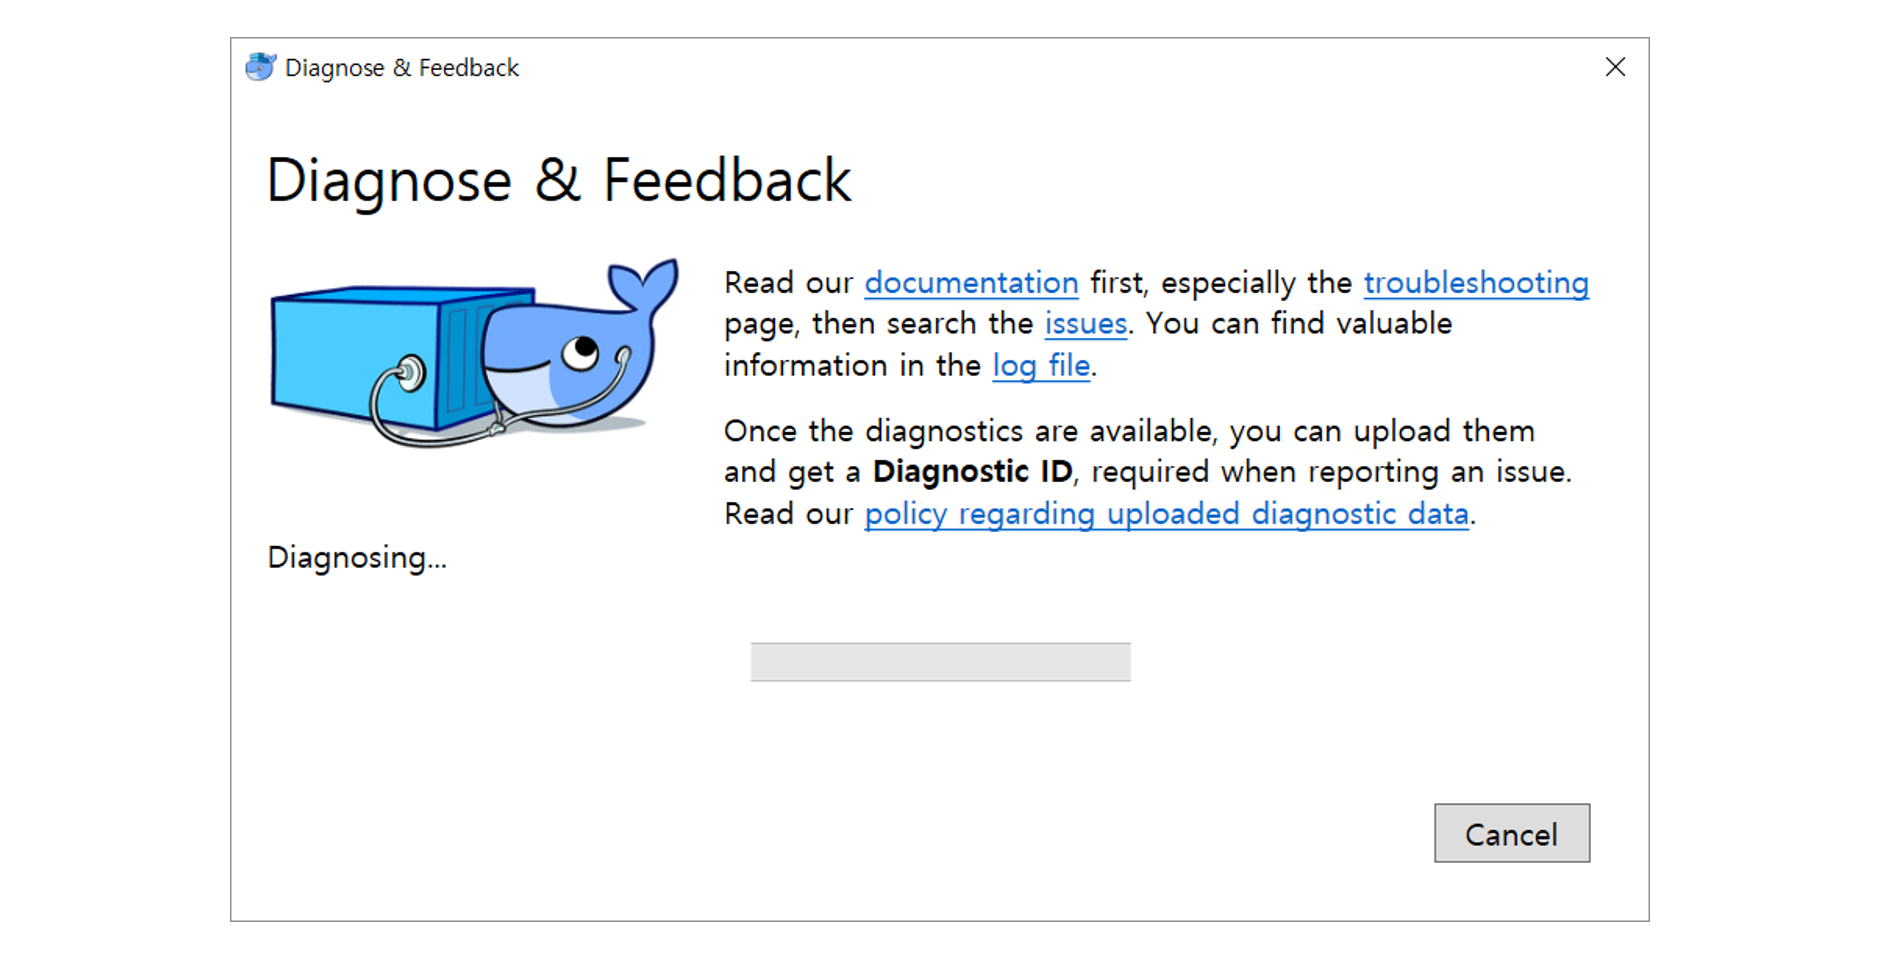 Diagnose & Feedback
Diagnose & Feedback
Read our documentation first, especially the troubleshooting
page, then search the issues. You can find valuable
information in the log file.
Once the diagnostics are available, you can upload them
and get a Diagnostic ID, required when reporting an issue.
Read our policy regarding uploaded diagnostic data.
Diagnosing...
Cancel